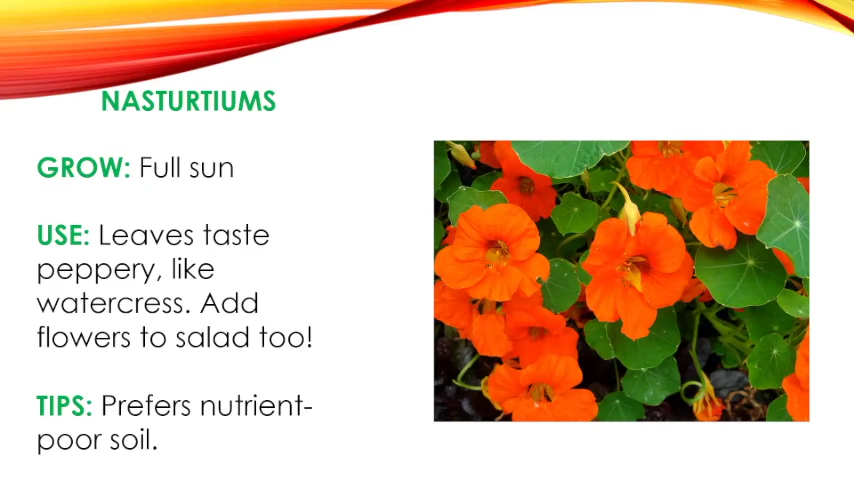 NASTURTIUMS
GROW: Full sun
USE: Leaves taste
peppery, like
watercress. Add
flowers to salad too!
TIPS: Prefers nutrient-
poor soil.